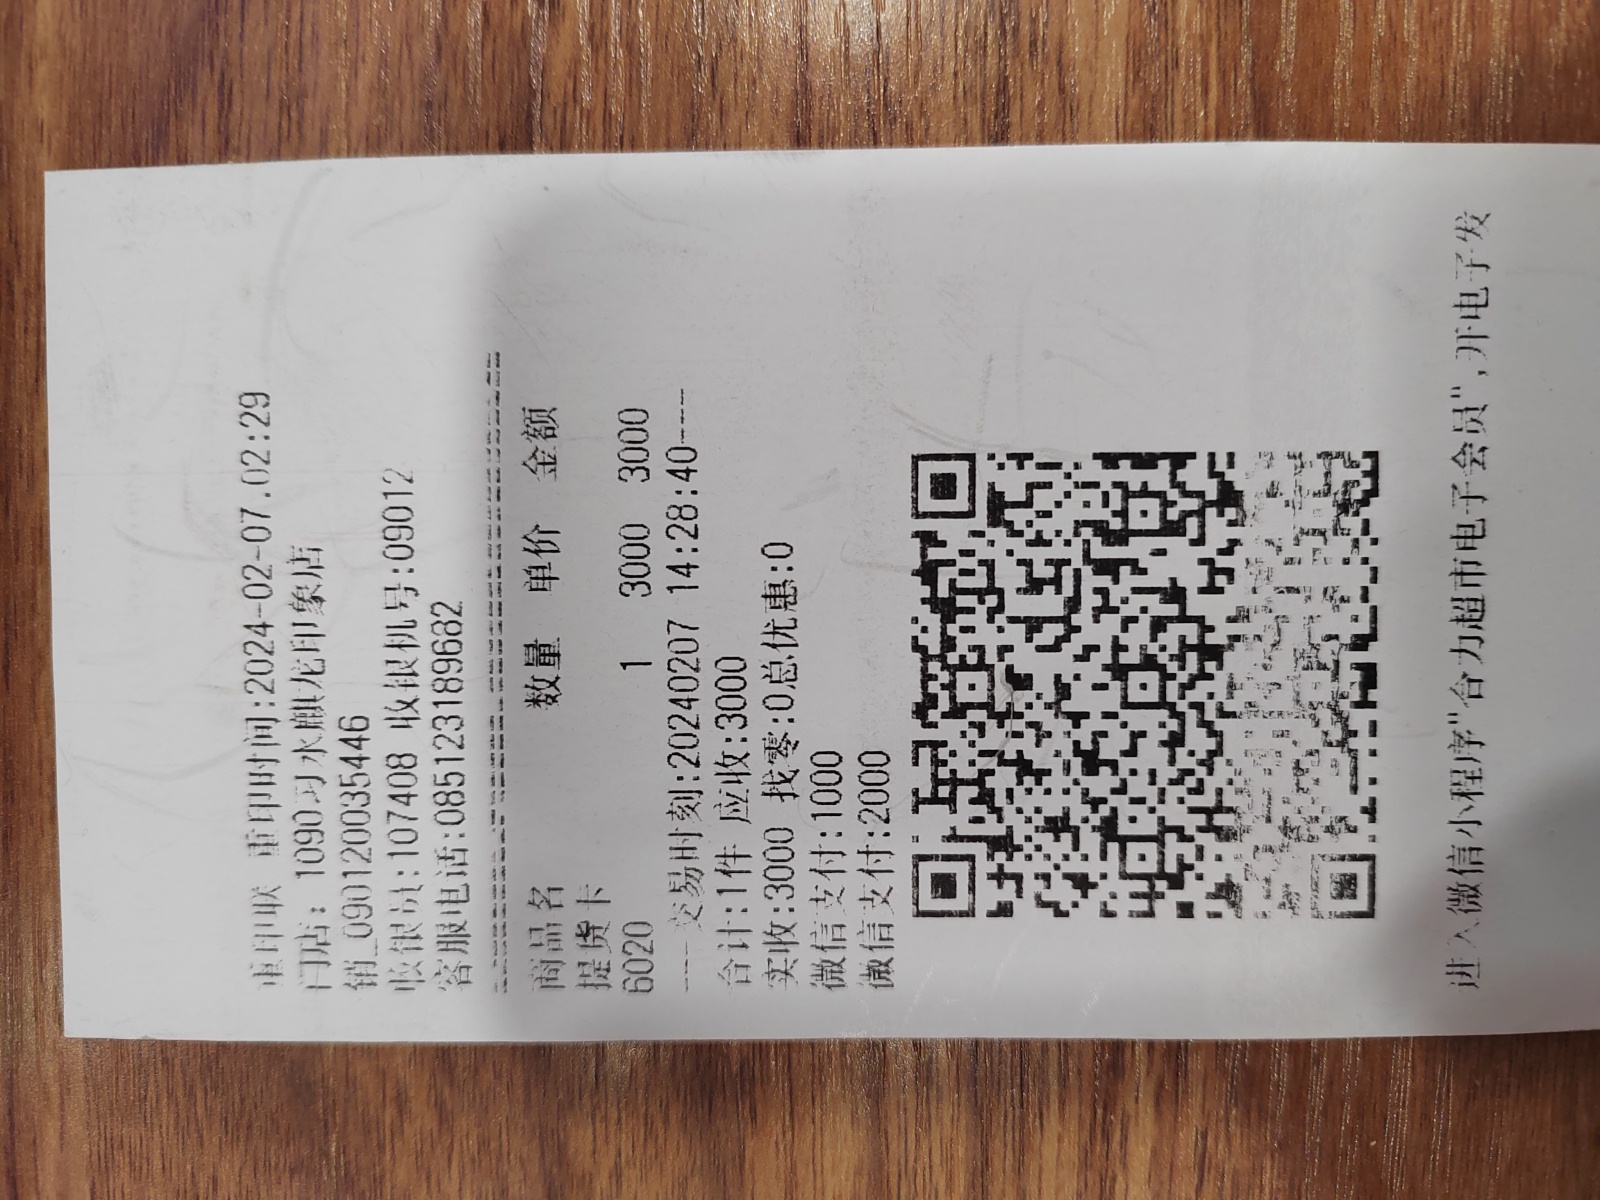 重印联 重印时间:2024-02-07.02:29
门店: 1090习水麒龙印象店
销_090120035446
收银员:107408 收银机号:09012
客服电话:085123189682
商品名 数量 单价 金额
提货卡
6020 1 3000 3000
----交易时刻:20240207 14:28:40----
合计:1件 应收:3000
实收:3000 找零:0总优惠:0
微信支付:1000
微信支付:2000
进入微信小程序"合力超市电子会员",开电子发